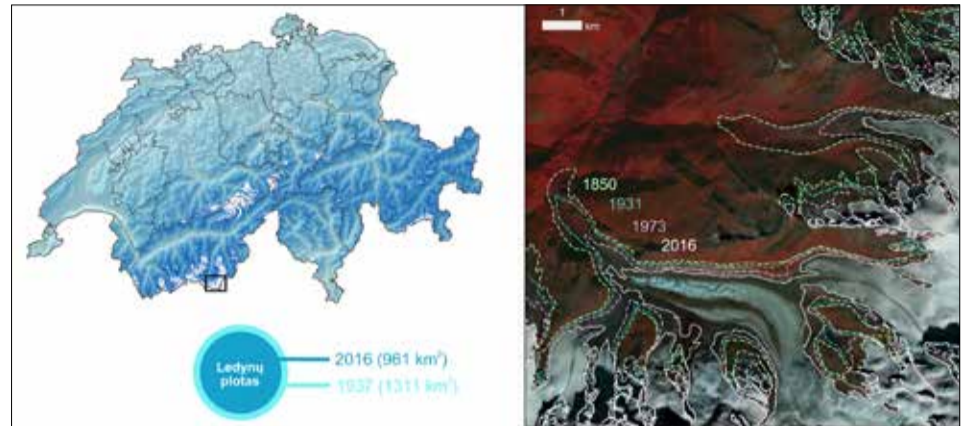 2016 (961 km²)
Ledynų
plotas
1937 (1311 km²)
1
km
1850
1931
1973
2016